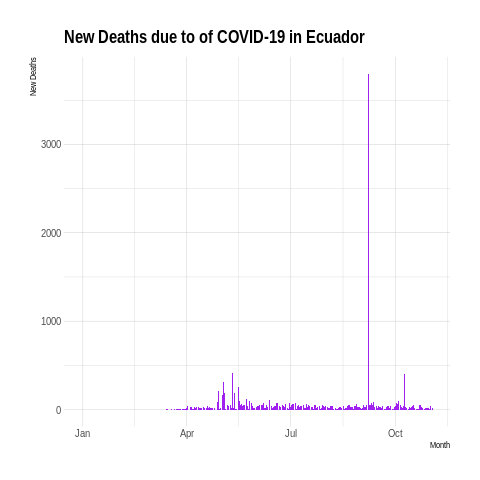 New Deaths due to of COVID-19 in Ecuador
New Deaths
3000
2000
1000
0
Jan Apr Jul Oct
Month